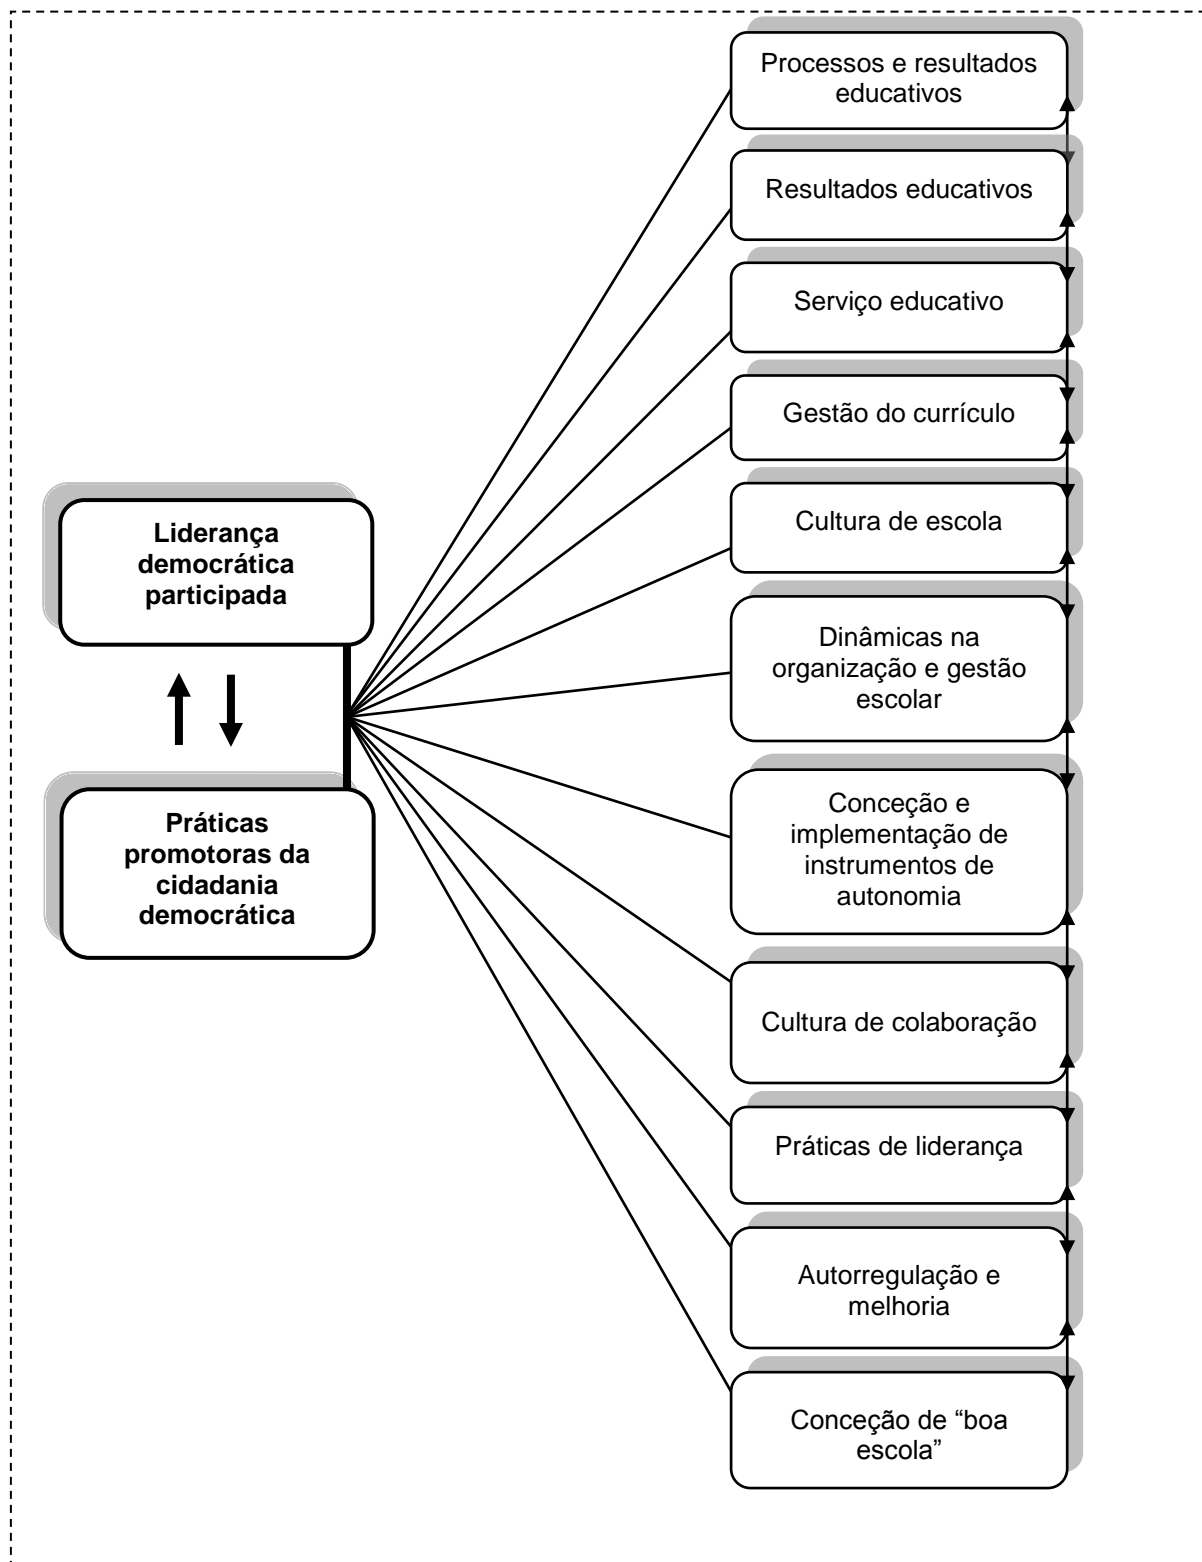 Processos e resultados
educativos
Resultados educativos
Serviço educativo
Gestão do currículo
Cultura de escola
Liderança
democrática
participada
Dinâmicas na
organização e gestão
escolar
Práticas
promotoras da
cidadania
democrática
Conceção e
implementação de
instrumentos de
autonomia
Cultura de colaboração
Práticas de liderança
Autorregulação e
melhoria
Conceção de “boa
escola”